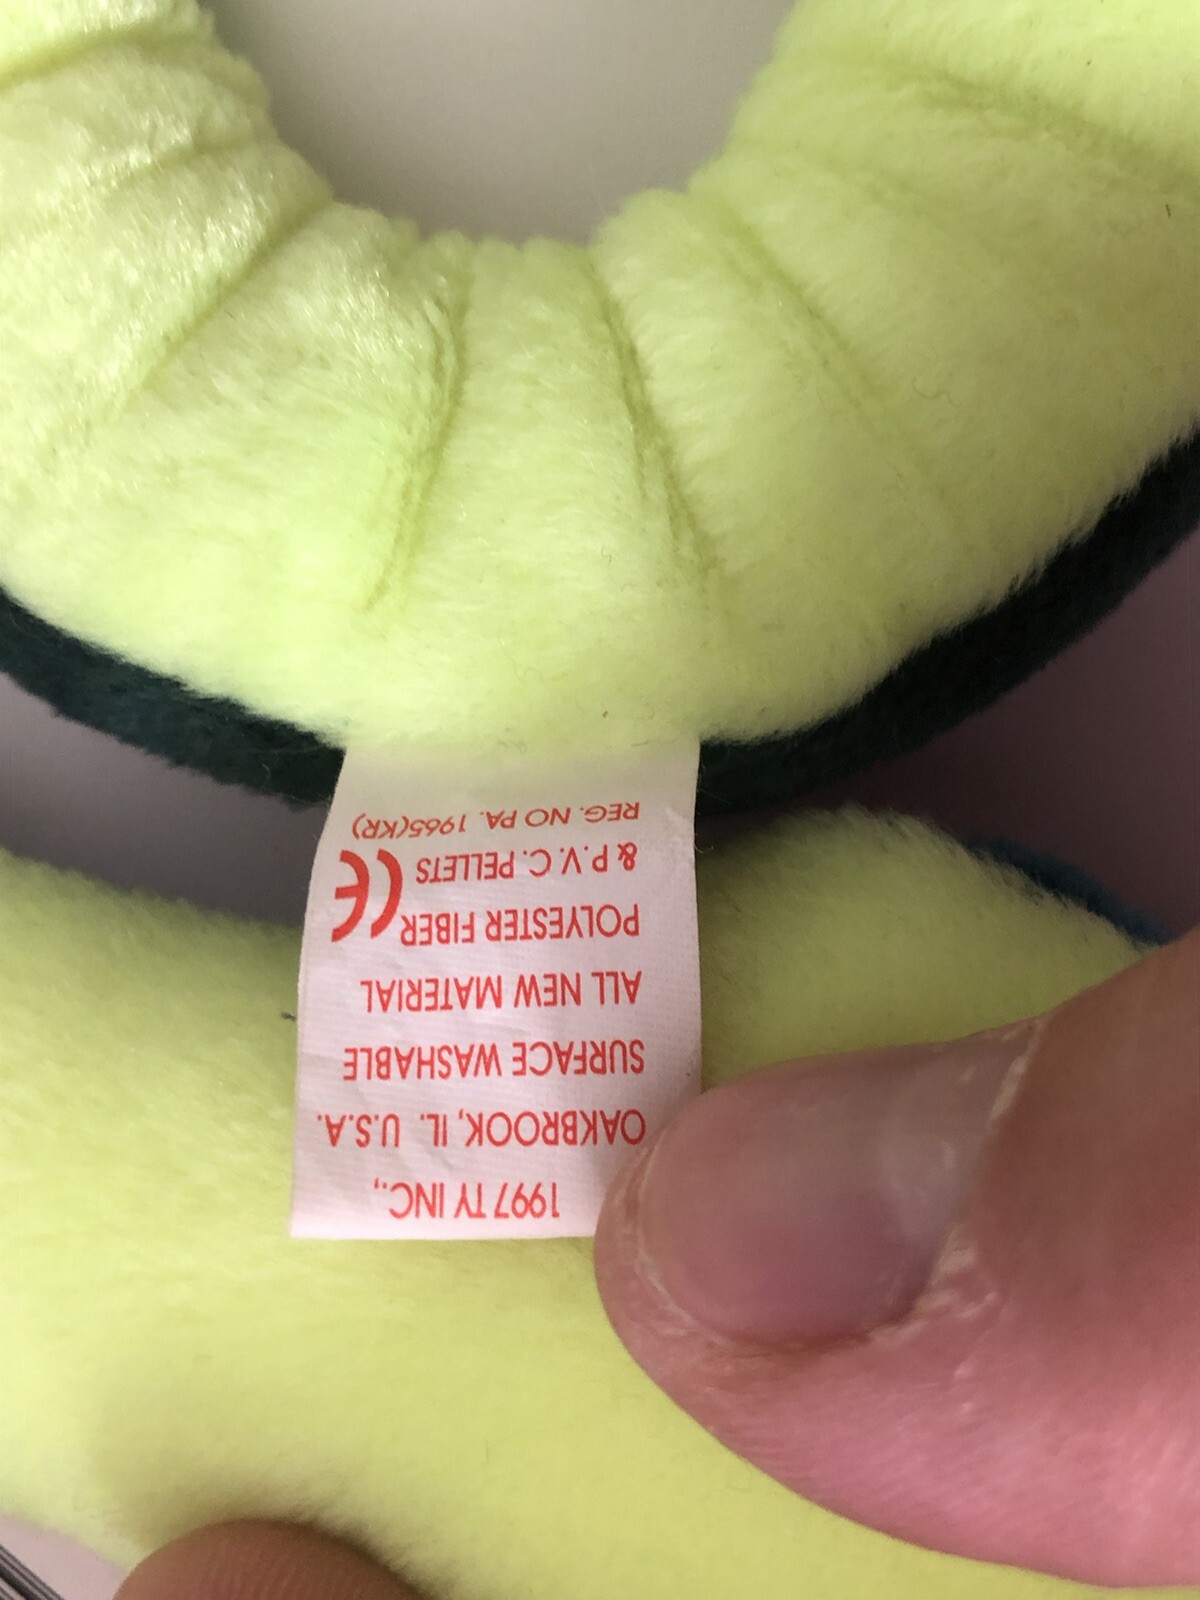 1997 TY INC.,
OAKBROOK, IL. U.S.A.
SURFACE WASHABLE
ALL NEW MATERIAL
POLYESTER FIBER
& P.V.C. PELLETS CE
REG. NO PA. 1965(KR)